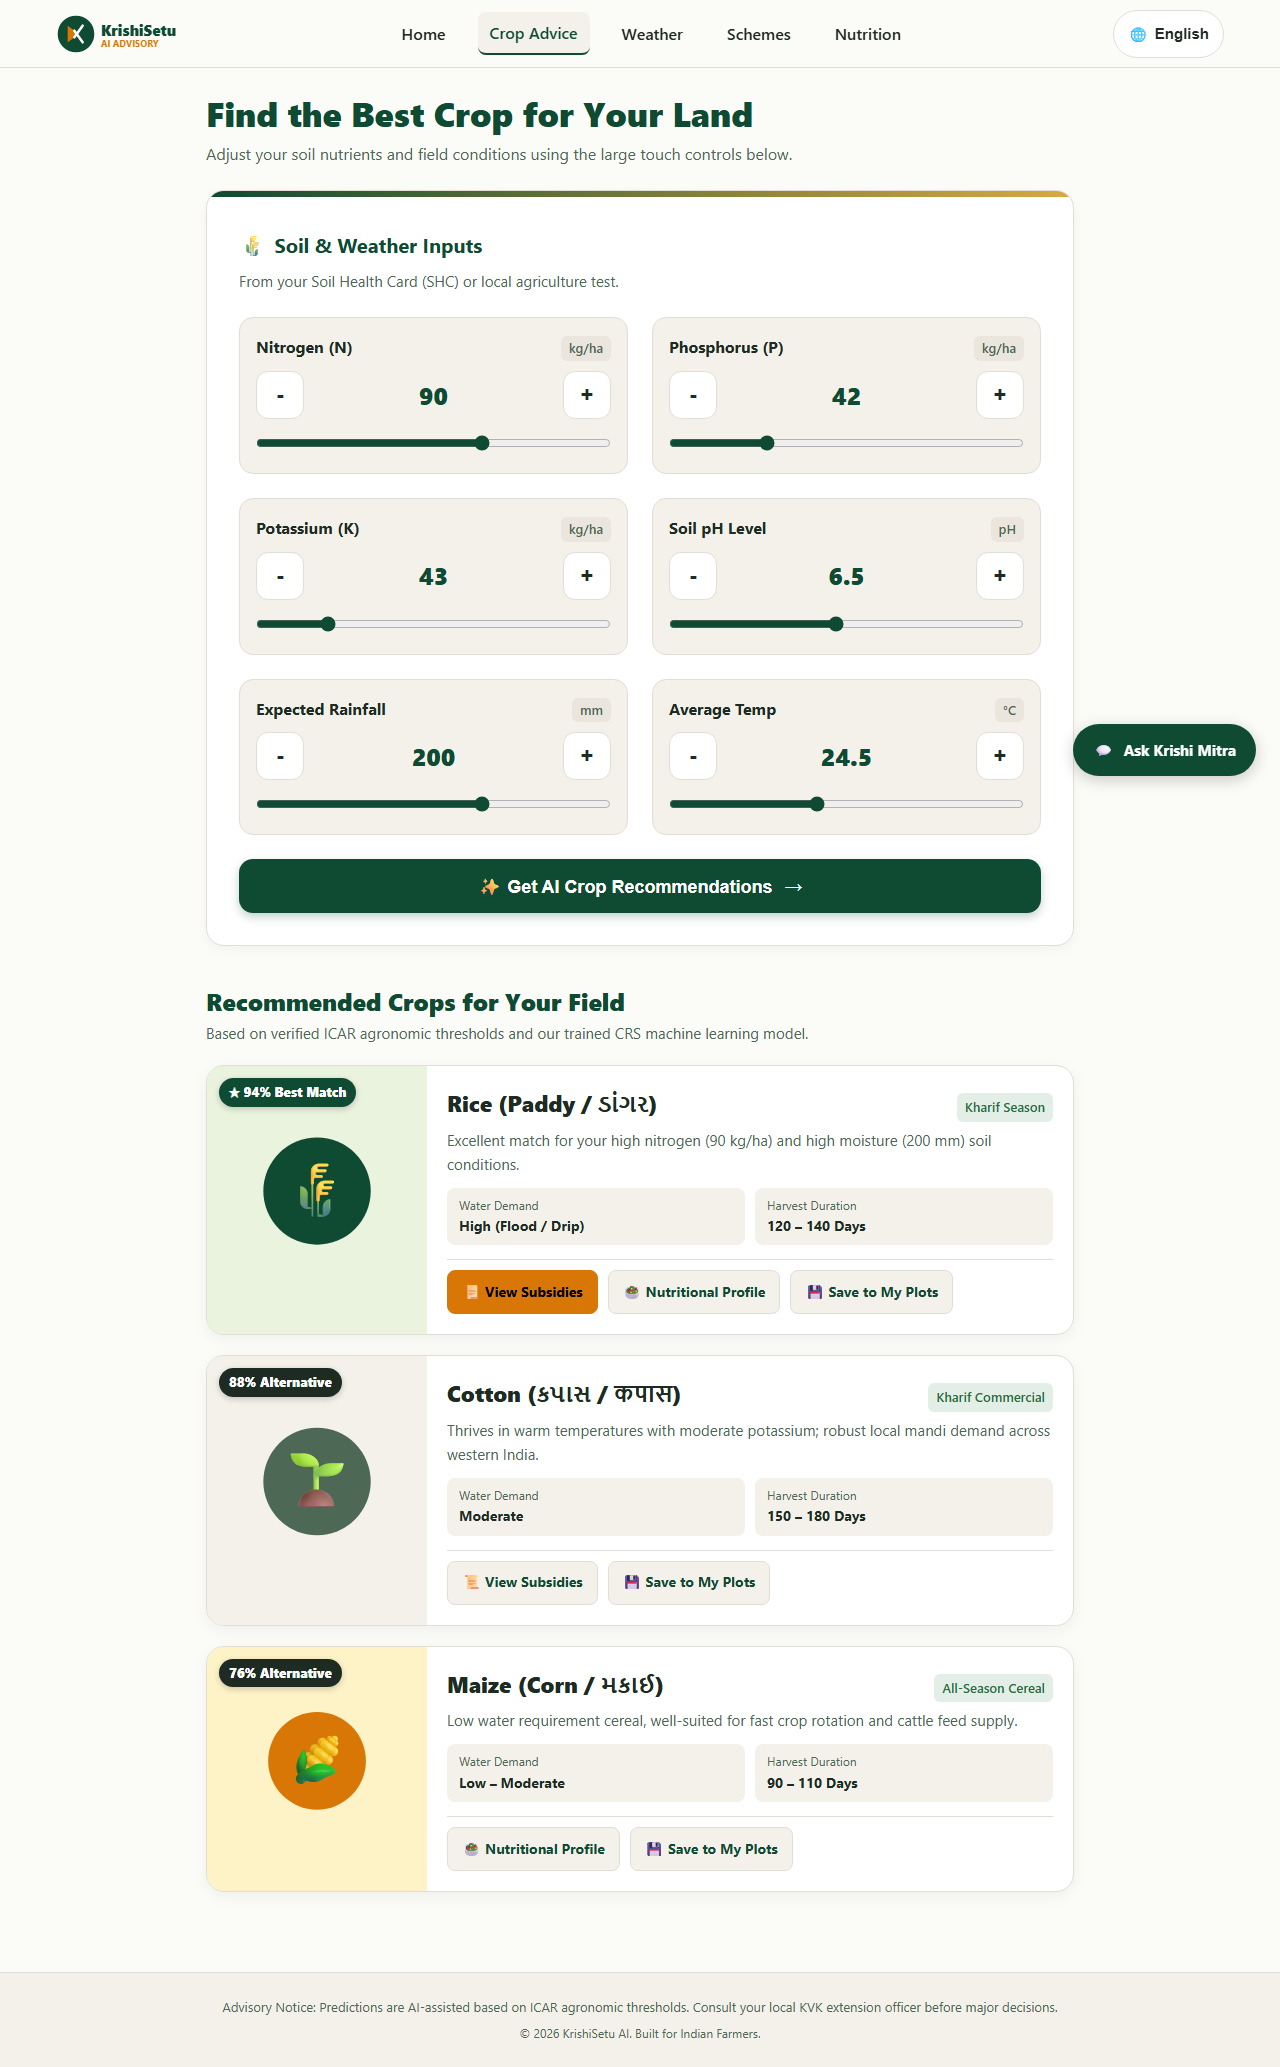 KrishiSetu
AI ADVISORY
Home
Crop Advice
Weather
Schemes
Nutrition
English
Find the Best Crop for Your Land
Adjust your soil nutrients and field conditions using the large touch controls below.
Soil & Weather Inputs
From your Soil Health Card (SHC) or local agriculture test.
Nitrogen (N)
kg/ha
-
90
+
Phosphorus (P)
kg/ha
-
42
+
Potassium (K)
kg/ha
-
43
+
Soil pH Level
pH
-
6.5
+
Expected Rainfall
mm
-
200
+
Average Temp
°C
-
24.5
+
Ask Krishi Mitra
✨ Get AI Crop Recommendations →
Recommended Crops for Your Field
Based on verified ICAR agronomic thresholds and our trained CRS machine learning model.
★ 94% Best Match
Rice (Paddy / ડાંગર)
Kharif Season
Excellent match for your high nitrogen (90 kg/ha) and high moisture (200 mm) soil
conditions.
Water Demand
High (Flood / Drip)
Harvest Duration
120 – 140 Days
View Subsidies
Nutritional Profile
Save to My Plots
88% Alternative
Cotton (કપાસ / कपास)
Kharif Commercial
Thrives in warm temperatures with moderate potassium; robust local mandi demand across
western India.
Water Demand
Moderate
Harvest Duration
150 – 180 Days
View Subsidies
Save to My Plots
76% Alternative
Maize (Corn / મકાઈ)
All-Season Cereal
Low water requirement cereal, well-suited for fast crop rotation and cattle feed supply.
Water Demand
Low – Moderate
Harvest Duration
90 – 110 Days
Nutritional Profile
Save to My Plots
Advisory Notice: Predictions are AI-assisted based on ICAR agronomic thresholds. Consult your local KVK extension officer before major decisions.
© 2026 KrishiSetu AI. Built for Indian Farmers.